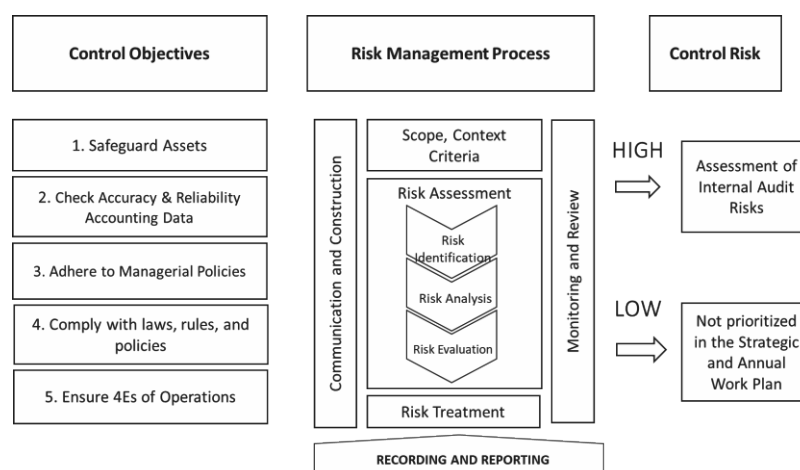 Control Objectives
Risk Management Process
Control Risk
1. Safeguard Assets
2. Check Accuracy & Reliability
Accounting Data
3. Adhere to Managerial Policies
4. Comply with laws, rules, and
policies
5. Ensure 4Es of Operations
Communication and Construction
Scope, Context
Criteria
Risk Assessment
Risk
Identification
Risk Analysis
Risk Evaluation
Risk Treatment
Monitoring and Review
RECORDING AND REPORTING
HIGH
Assessment of
Internal Audit
Risks
LOW
Not prioritized
in the Strategic
and Annual
Work Plan